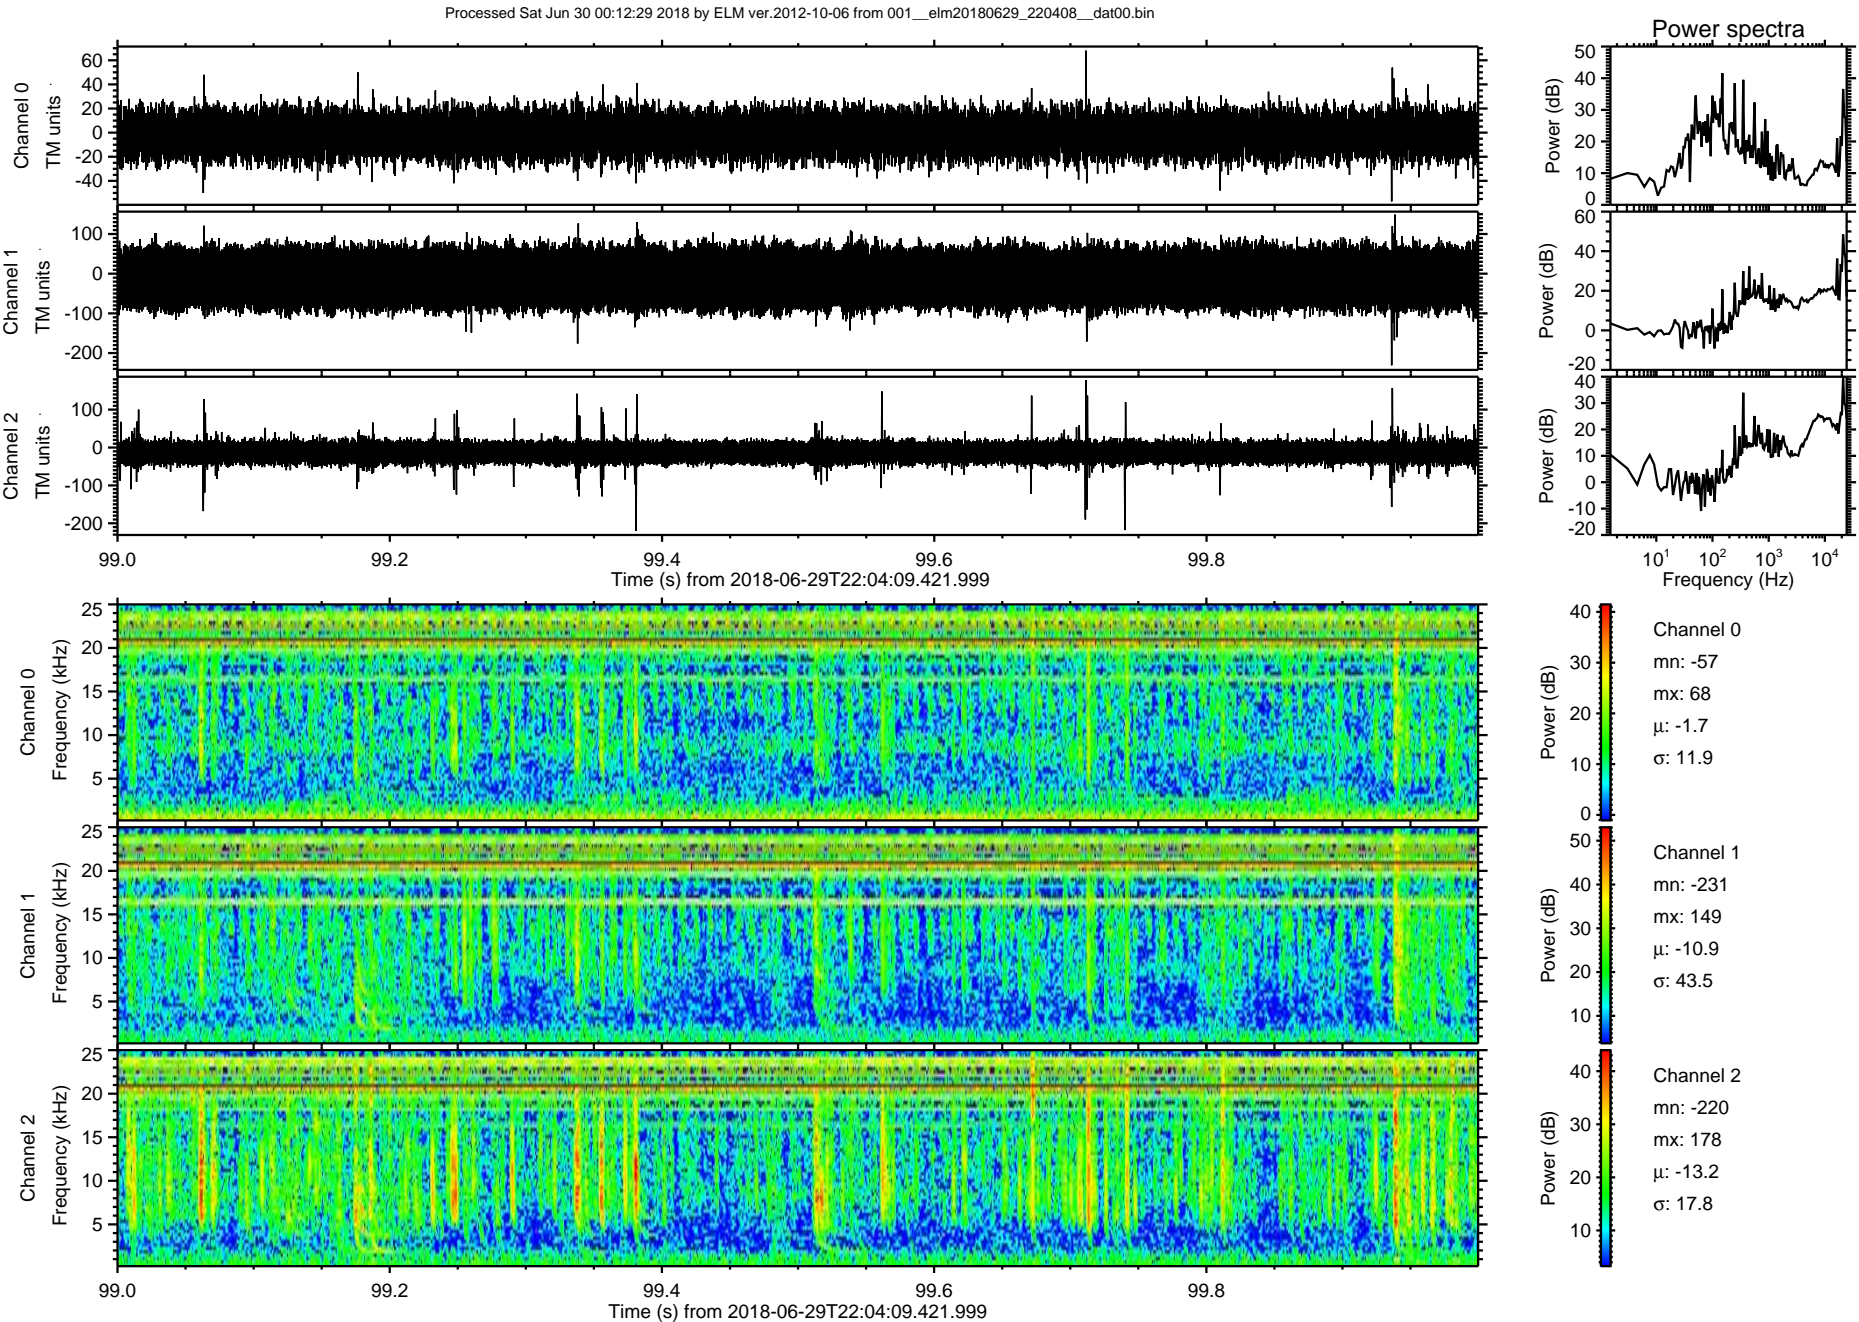 Processed Sat Jun 30 00:12:29 2018 by ELM ver.2012-10-06 from 001__elm20180629_220408__dat00.bin
Power spectra
Channel 0
TM units
60
40
20
0
-20
-40
Power (dB)
50
40
30
20
10
0
Channel 1
TM units
100
0
-100
-200
Power (dB)
60
40
20
0
-20
Channel 2
TM units
100
0
-100
-200
Power (dB)
40
30
20
10
0
-10
-20
99.0 99.2 99.4 99.6 99.8
Time (s) from 2018-06-29T22:04:09.421.999
10^1 10^2 10^3 10^4
Frequency (Hz)
Channel 0
Frequency (kHz)
25
20
15
10
5
Power (dB)
40
30
20
10
0
Channel 0
mn: -57
mx: 68
μ: -1.7
σ: 11.9
Channel 1
Frequency (kHz)
25
20
15
10
5
Power (dB)
50
40
30
20
10
Channel 1
mn: -231
mx: 149
μ: -10.9
σ: 43.5
Channel 2
Frequency (kHz)
25
20
15
10
5
Power (dB)
40
30
20
10
Channel 2
mn: -220
mx: 178
μ: -13.2
σ: 17.8
99.0 99.2 99.4 99.6 99.8
Time (s) from 2018-06-29T22:04:09.421.999